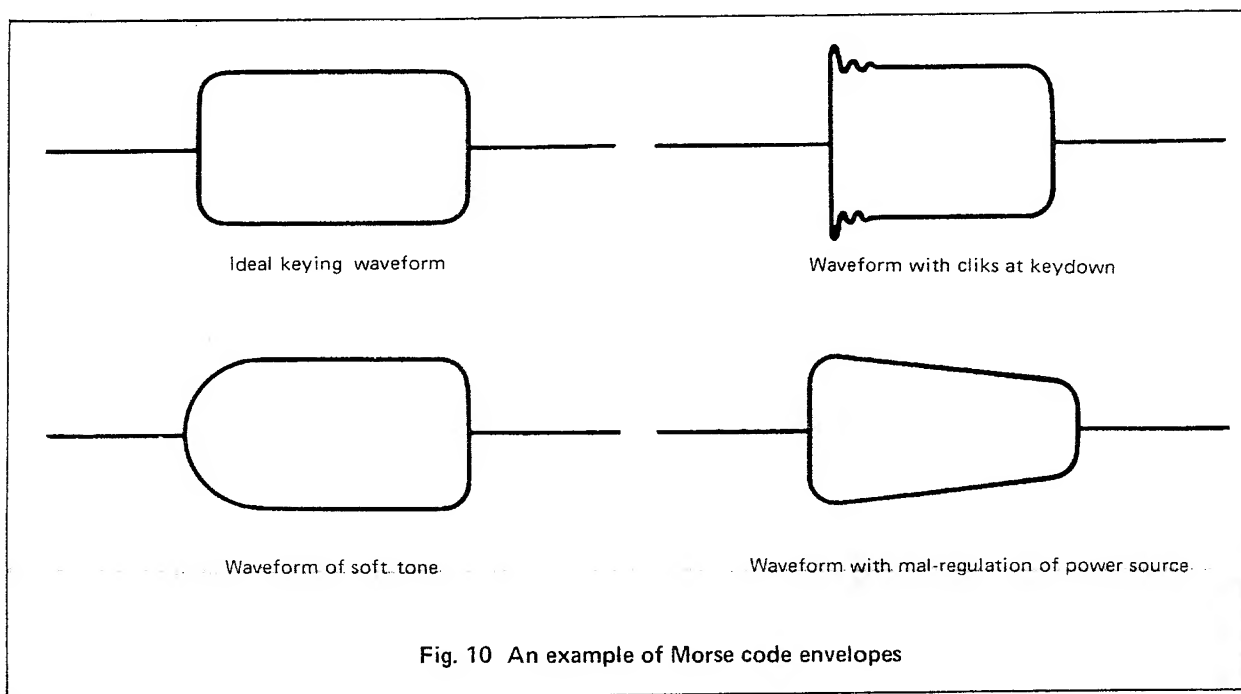 Ideal keying waveform
Waveform with cliks at keydown
Waveform of soft tone
Waveform with mal-regulation of power source
Fig. 10 An example of Morse code envelopes